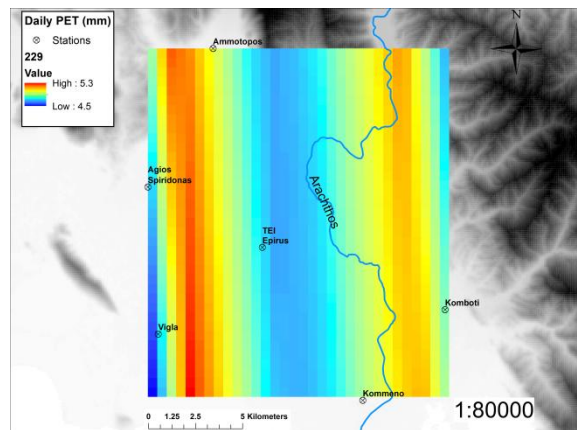 Daily PET (mm)
Stations
229
Value
High : 5.3
Low : 4.5
N
Ammotopos
Agios
Spiridonas
Arachthos
TEI
Epirus
Komboti
Vigla
Kommeno
0 1.25 2.5 5 Kilometers
1:80000